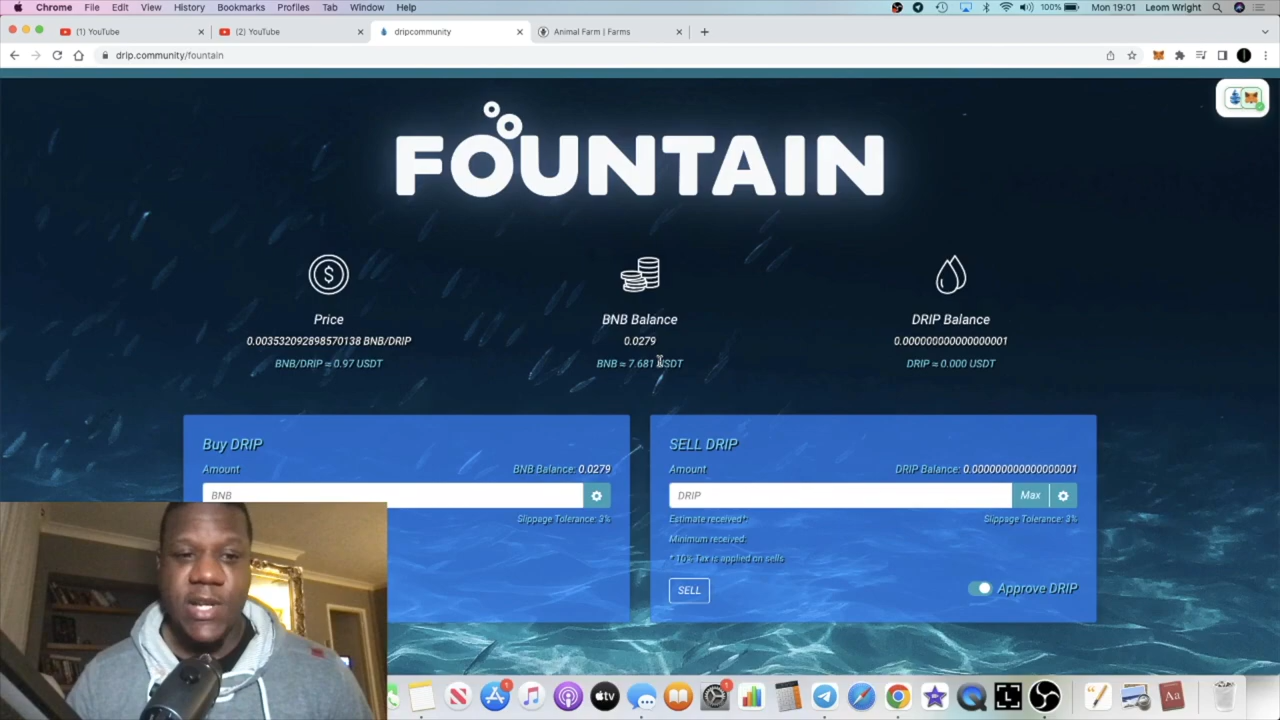 Chrome File Edit View History Bookmarks Profiles Tab Window Help 100% Mon 19:01 Leom Wright
(1) YouTube (2) YouTube dripcommunity Animal Farm | Farms
drip.community/fountain
FOUNTAIN
Price
0.003532092898570138 BNB/DRIP
BNB/DRIP ≈ 0.97 USDT
BNB Balance
0.0279
BNB ≈ 7.681 USDT
DRIP Balance
0.000000000000000001
DRIP ≈ 0.000 USDT
Buy DRIP
Amount BNB Balance: 0.0279
BNB
Slippage Tolerance: 3%
SELL DRIP
Amount DRIP Balance: 0.000000000000000001
DRIP Max
Estimate received*: Slippage Tolerance: 3%
Minimum received:
* 10% Tax is applied on sells
SELL Approve DRIP
tv
Aa